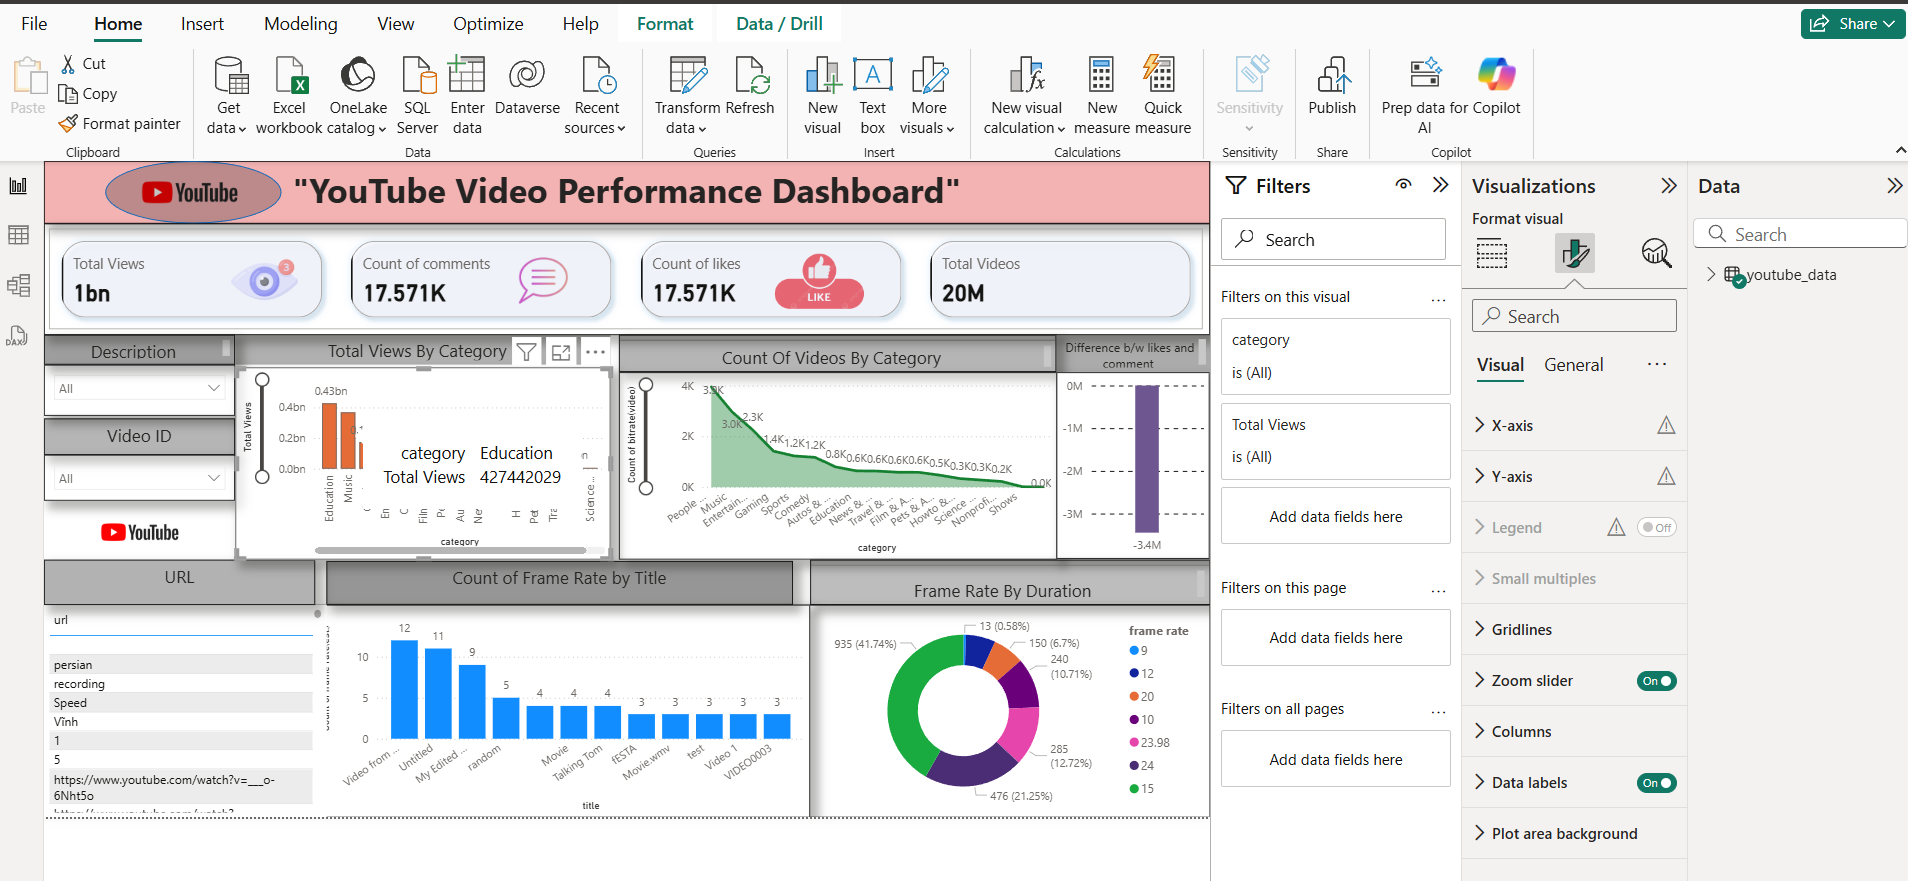 File Home Insert Modeling View Optimize Help Format Data / Drill Share
Paste
Cut
Copy
Format painter
Clipboard
Get data
Excel workbook
OneLake catalog
SQL Server
Enter data
Dataverse
Recent sources
Data
Transform data
Refresh
Queries
New visual
Text box
More visuals
Insert
New visual calculation
New measure
Quick measure
Calculations
Sensitivity
Sensitivity
Publish
Share
Prep data for AI
Copilot
Copilot
YouTube
"YouTube Video Performance Dashboard"
Total Views
1bn
3
Count of comments
17.571K
Count of likes
17.571K
LIKE
Total Videos
20M
Description
All
Video ID
All
YouTube
Total Views By Category
Total Views
0.43bn
0.4bn
0.2bn
0.0bn
category Education
Total Views 427442029
Education
Music
Science ...
category
Count Of Videos By Category
Count of bitrate(video)
4K
2K
0K
3.9K
3.0K
2.3K
1.4K 1.2K 1.2K
0.8K 0.6K 0.6K 0.6K 0.6K 0.5K 0.3K 0.3K 0.2K
0.0K
People ...
Music
Entertain...
Gaming
Sports
Comedy
Autos & ...
Education
News & ...
Travel & ...
Film & A...
Pets & A...
Howto & ...
Science ...
Nonprofi...
Shows
category
Difference b/w likes and
comment
0M
-1M
-2M
-3M
-3.4M
URL
url
persian
recording
Speed
Vĩnh
1
5
https://www.youtube.com/watch?v=___o-
6Nht5o
Count of Frame Rate by Title
10
5
0
12
11
9
5
4 4 4
3 3 3 3 3
Video from ...
Untitled
My Edited ...
random
Movie
Talking Tom
fESTA
Movie.wmv
test
Video 1
VIDEO0003
title
Frame Rate By Duration
13 (0.58%)
150 (6.7%)
240
(10.71%)
285
(12.72%)
476 (21.25%)
935 (41.74%)
frame rate
9
12
20
10
23.98
24
15
Filters
Search
Filters on this visual ...
category
is (All)
Total Views
is (All)
Add data fields here
Filters on this page ...
Add data fields here
Filters on all pages ...
Add data fields here
Visualizations
Format visual
Search
Visual General ...
X-axis
Y-axis
Legend Off
Small multiples
Gridlines
Zoom slider On
Columns
Data labels On
Plot area background
Data
Search
youtube_data